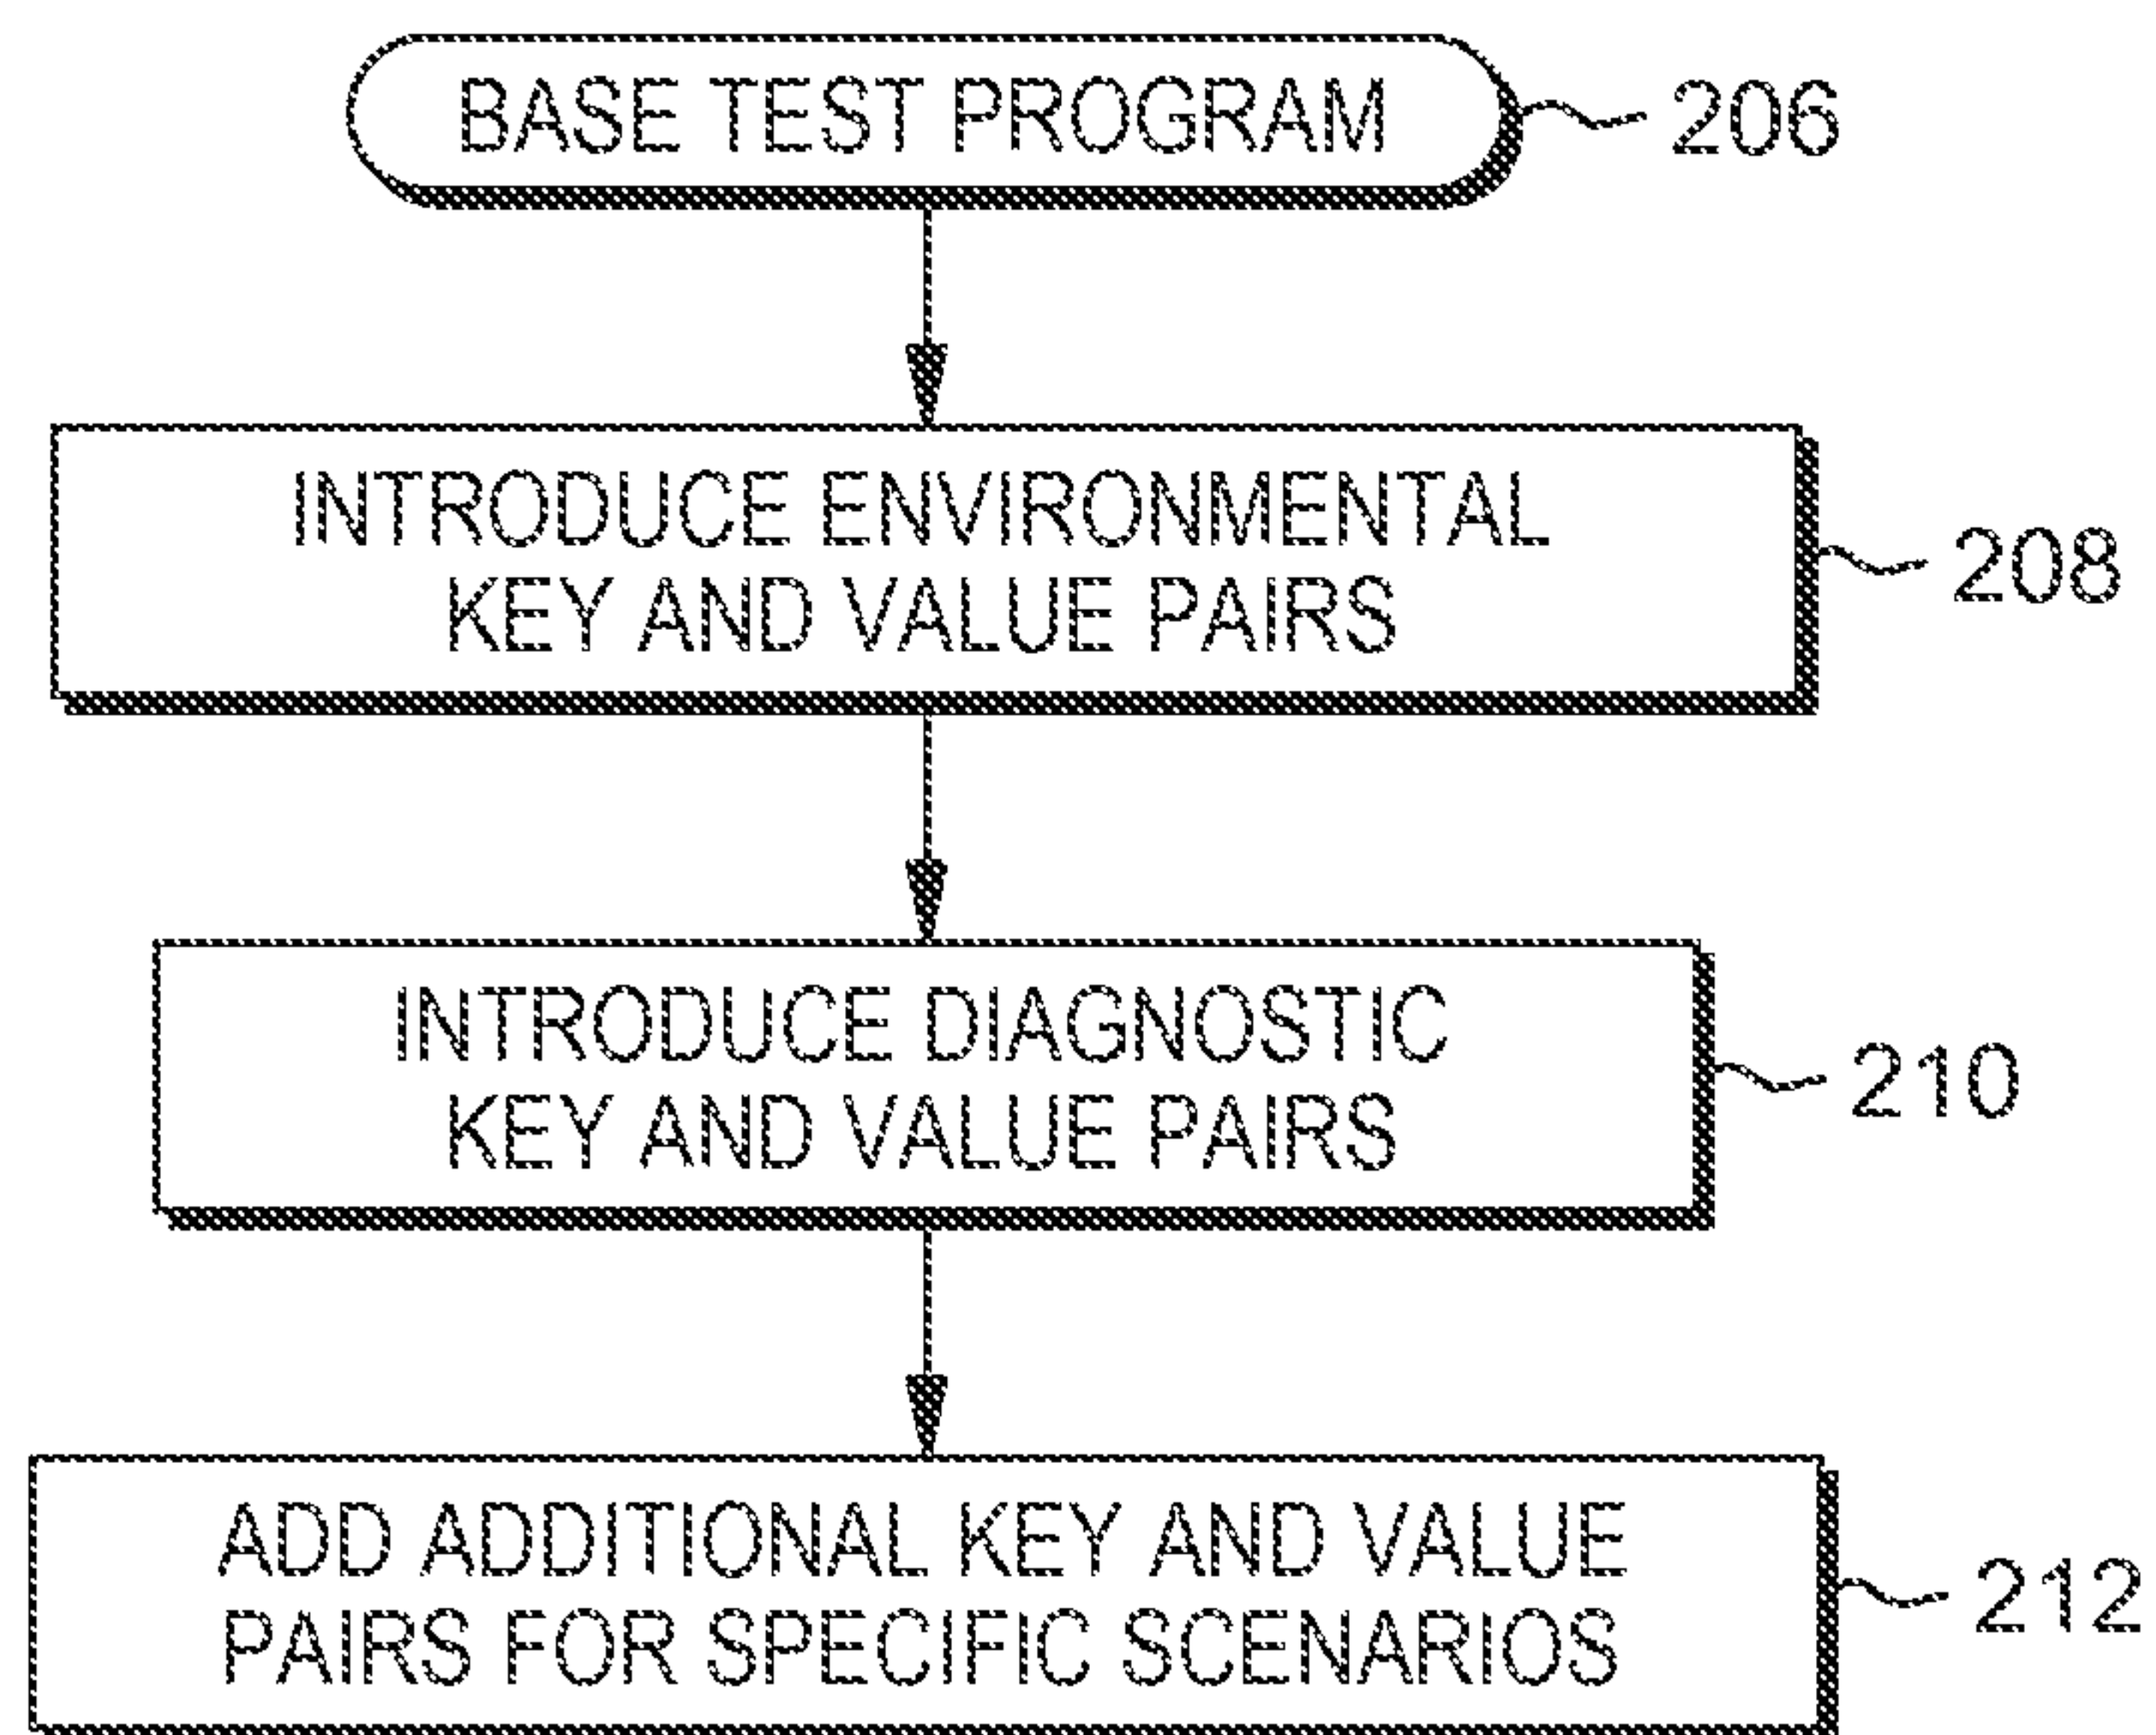 BASE TEST PROGRAM
206
INTRODUCE ENVIRONMENTAL
KEY AND VALUE PAIRS
208
INTRODUCE DIAGNOSTIC
KEY AND VALUE PAIRS
210
ADD ADDITIONAL KEY AND VALUE
PAIRS FOR SPECIFIC SCENARIOS
212